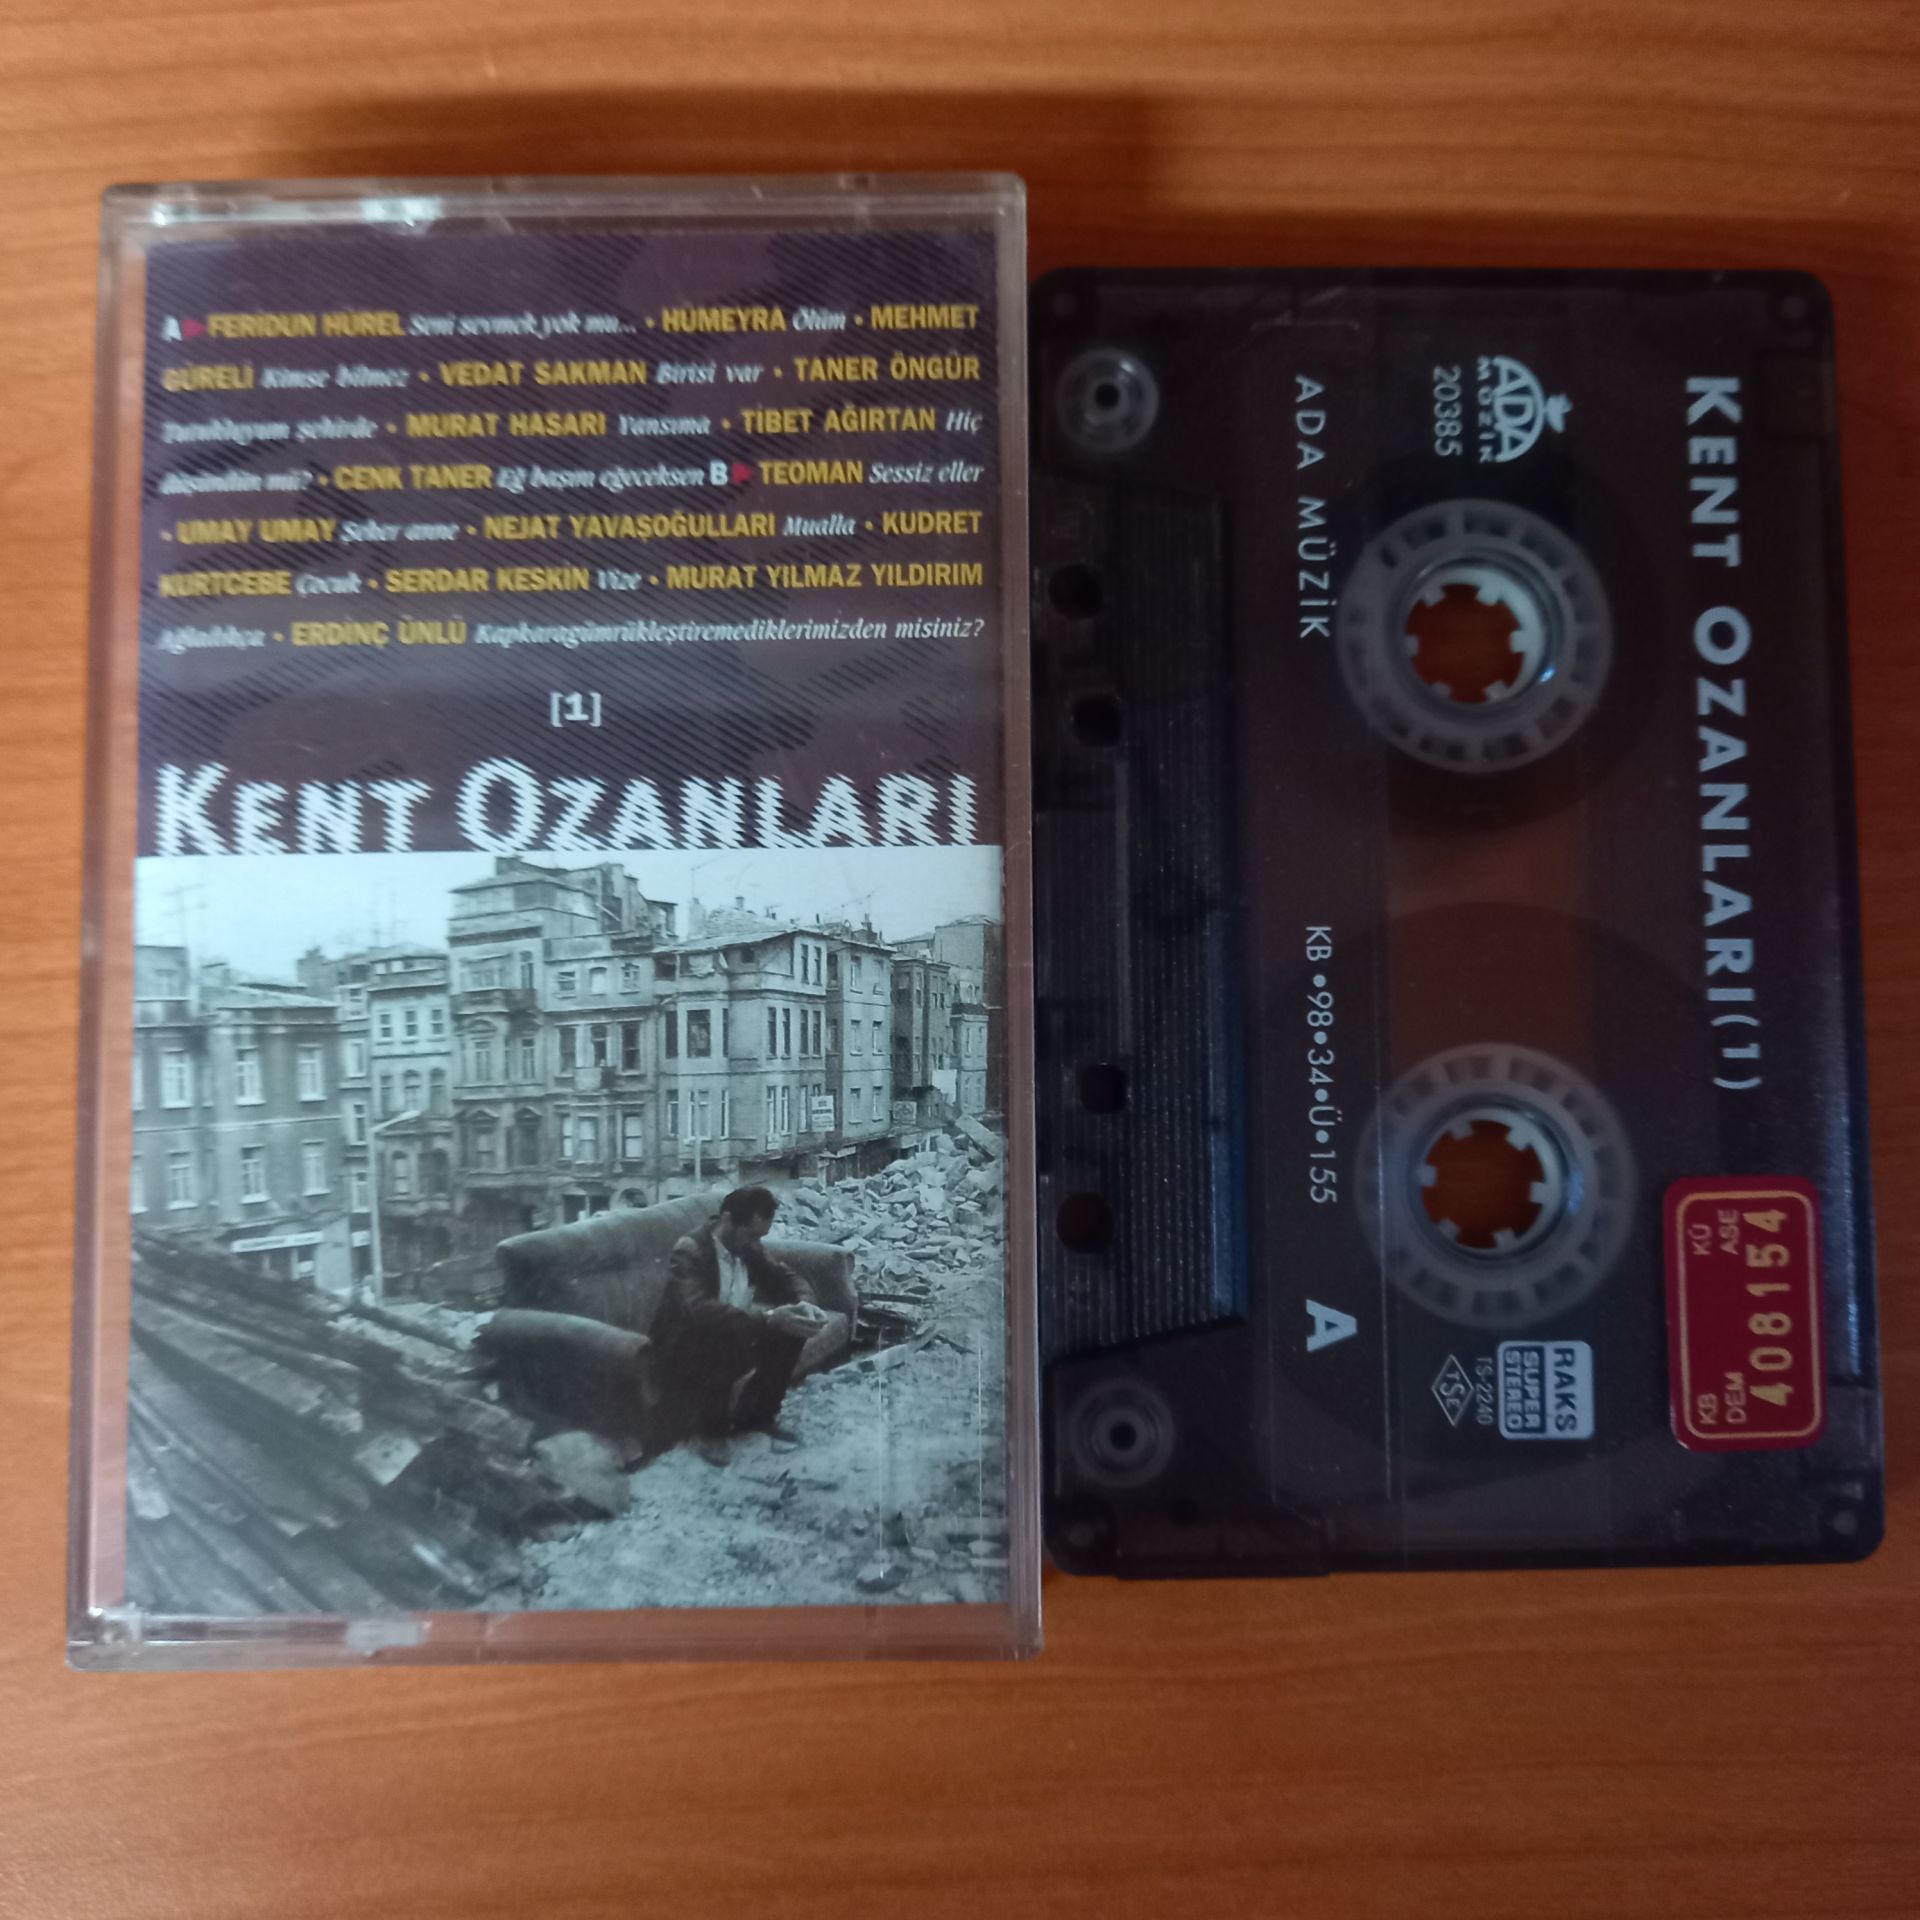 A FERİDUN HÜREL Seni sevmek yok mu... • HÜMEYRA Ölüm • MEHMET
GÜRELİ Kimse bilmez • VEDAT SAKMAN Birisi var • TANER ÖNGÜR
şehirde • MURAT HASARI Yansıma • TİBET AĞIRTAN Hiç
düşündün mü? • CENK TANER Eğ başını eğeceksen B TEOMAN Sessiz eller
• UMAY UMAY Şeker anne • NEJAT YAVAŞOĞULLARI Mualla • KUDRET
KURTCEBE Çocuk • SERDAR KESKİN Vize • MURAT YILMAZ YILDIRIM
Ağladıkça • ERDİNÇ ÜNLÜ Kapkaragümrükleştiremediklerimizden misiniz?
[1]
KENT OZANLARI
KENT OZANLARI(1)
ADA
MÜZİK
20385
ADA MÜZİK
KB•98•34•Ü•155
A
RAKS
SUPER
STEREO
TS-2240
TSE
KÜ
ASE
KB
DEM
408154